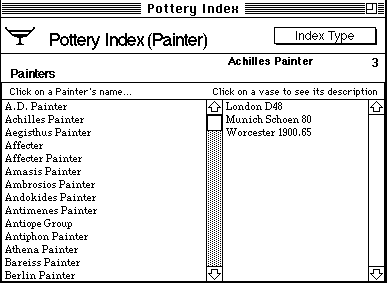 Pottery Index
Pottery Index (Painter)
Index Type
Achilles Painter 3
Painters
Click on a Painter's name... Click on a vase to see its description
A.D. Painter
Achilles Painter
Aegisthus Painter
Affecter
Affecter Painter
Amasis Painter
Ambrosios Painter
Andokides Painter
Antimenes Painter
Antiope Group
Antiphon Painter
Athena Painter
Bareiss Painter
Berlin Painter
London D48
Munich Schoen 80
Worcester 1900.65